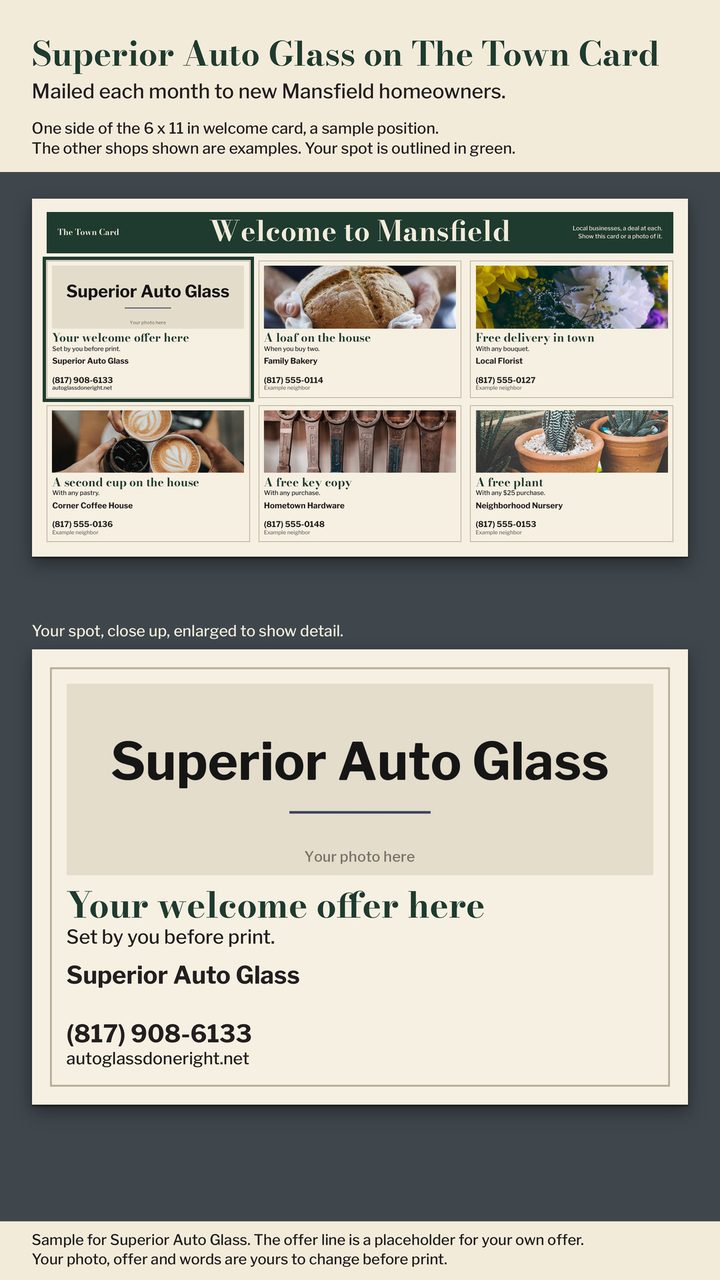 Superior Auto Glass on The Town Card
Mailed each month to new Mansfield homeowners.
One side of the 6 x 11 in welcome card, a sample position.
The other shops shown are examples. Your spot is outlined in green.
The Town Card
Welcome to Mansfield
Local businesses, a deal at each.
Show this card or a photo of it.
Superior Auto Glass
Your photo here
Your welcome offer here
Set by you before print.
Superior Auto Glass
(817) 908-6133
autoglassdoneright.net
A loaf on the house
When you buy two.
Family Bakery
(817) 555-0114
Example neighbor
Free delivery in town
With any bouquet.
Local Florist
(817) 555-0127
Example neighbor
A second cup on the house
With any pastry.
Corner Coffee House
(817) 555-0136
Example neighbor
A free key copy
With any purchase.
Hometown Hardware
(817) 555-0148
Example neighbor
A free plant
With any $25 purchase.
Neighborhood Nursery
(817) 555-0153
Example neighbor
Your spot, close up, enlarged to show detail.
Superior Auto Glass
Your photo here
Your welcome offer here
Set by you before print.
Superior Auto Glass
(817) 908-6133
autoglassdoneright.net
Sample for Superior Auto Glass. The offer line is a placeholder for your own offer.
Your photo, offer and words are yours to change before print.